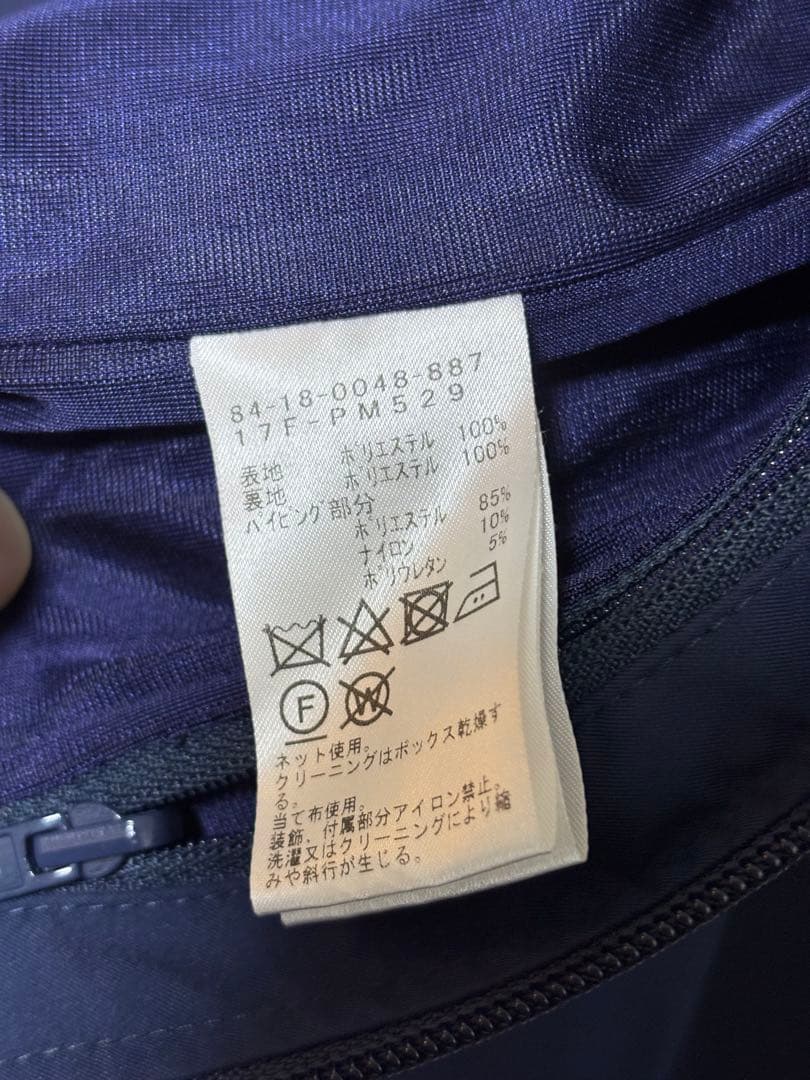 84-18-0048-887
17F-PM529
表地 ポリエステル 100%
裏地 ポリエステル 100%
パイピング部分
ポリエステル 85%
ナイロン 10%
ポリウレタン 5%
F W
ネット使用。
クリーニングはボックス乾燥す
る。
当て布使用。
装飾、付属部分アイロン禁止。
洗濯又はクリーニングにより縮
みや斜行が生じる。